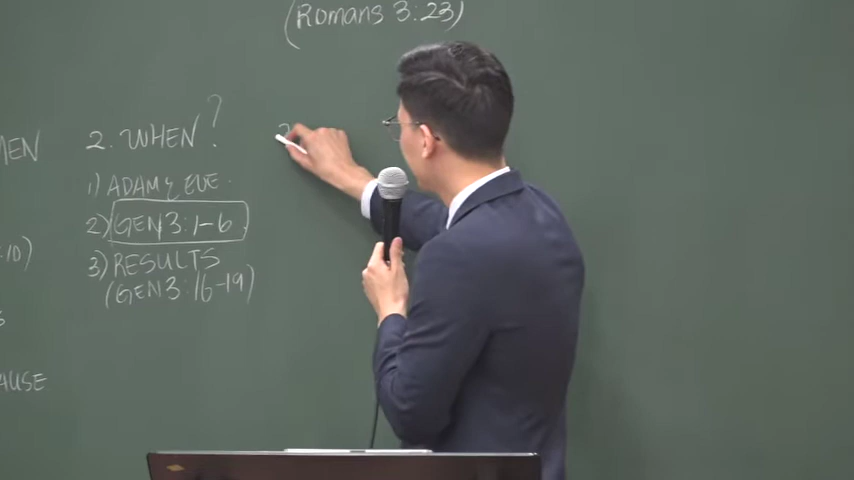 (Romans 3:23)
MEN
:10)
AUSE
2. WHEN?
1) ADAM & EVE.
2) GEN 3:1-6
3) RESULTS
(GEN 3:16-19)